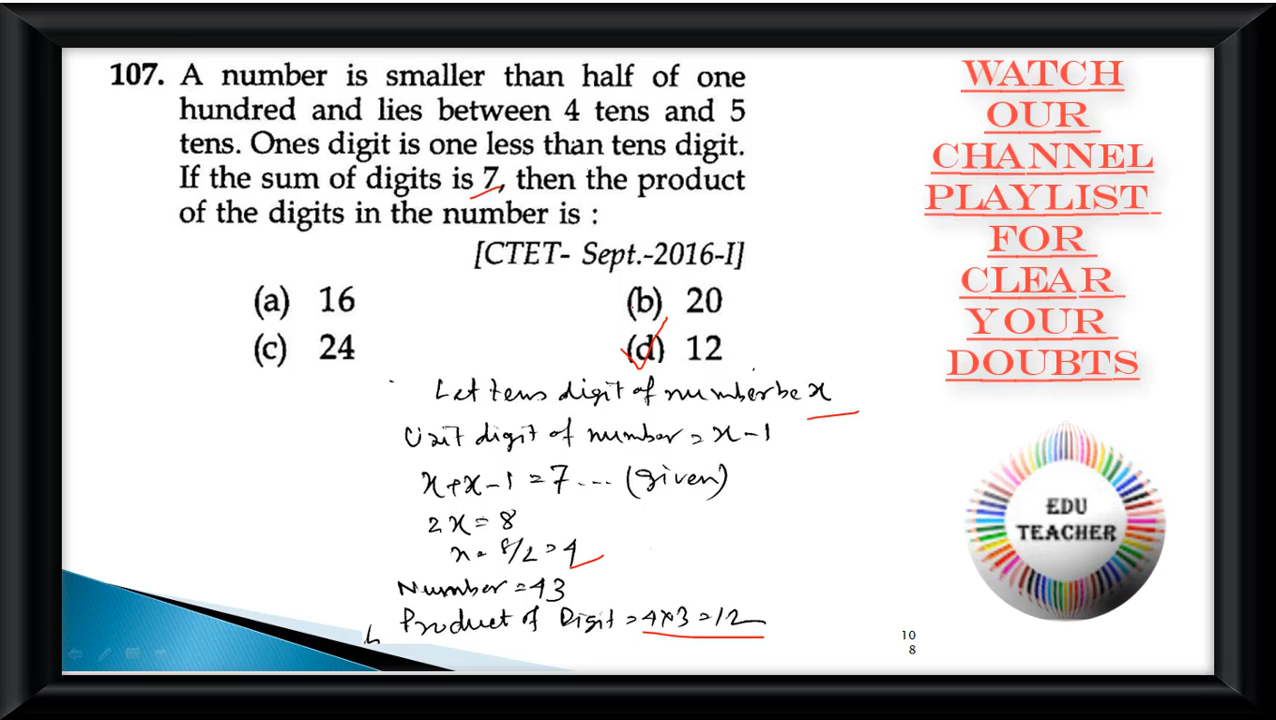 107. A number is smaller than half of one
hundred and lies between 4 tens and 5
tens. Ones digit is one less than tens digit.
If the sum of digits is 7, then the product
of the digits in the number is :
[CTET- Sept.-2016-I]
(a) 16
(b) 20
(c) 24
(d) 12
Let tens digit of number be x
Unit digit of number = x-1
x+x-1 = 7 ... (given)
2x = 8
x = 8/2 = 4
Number = 43
Product of Digit = 4×3 = 12
WATCH
OUR
CHANNEL
PLAYLIST
FOR
CLEAR
YOUR
DOUBTS
EDU
TEACHER
10
8